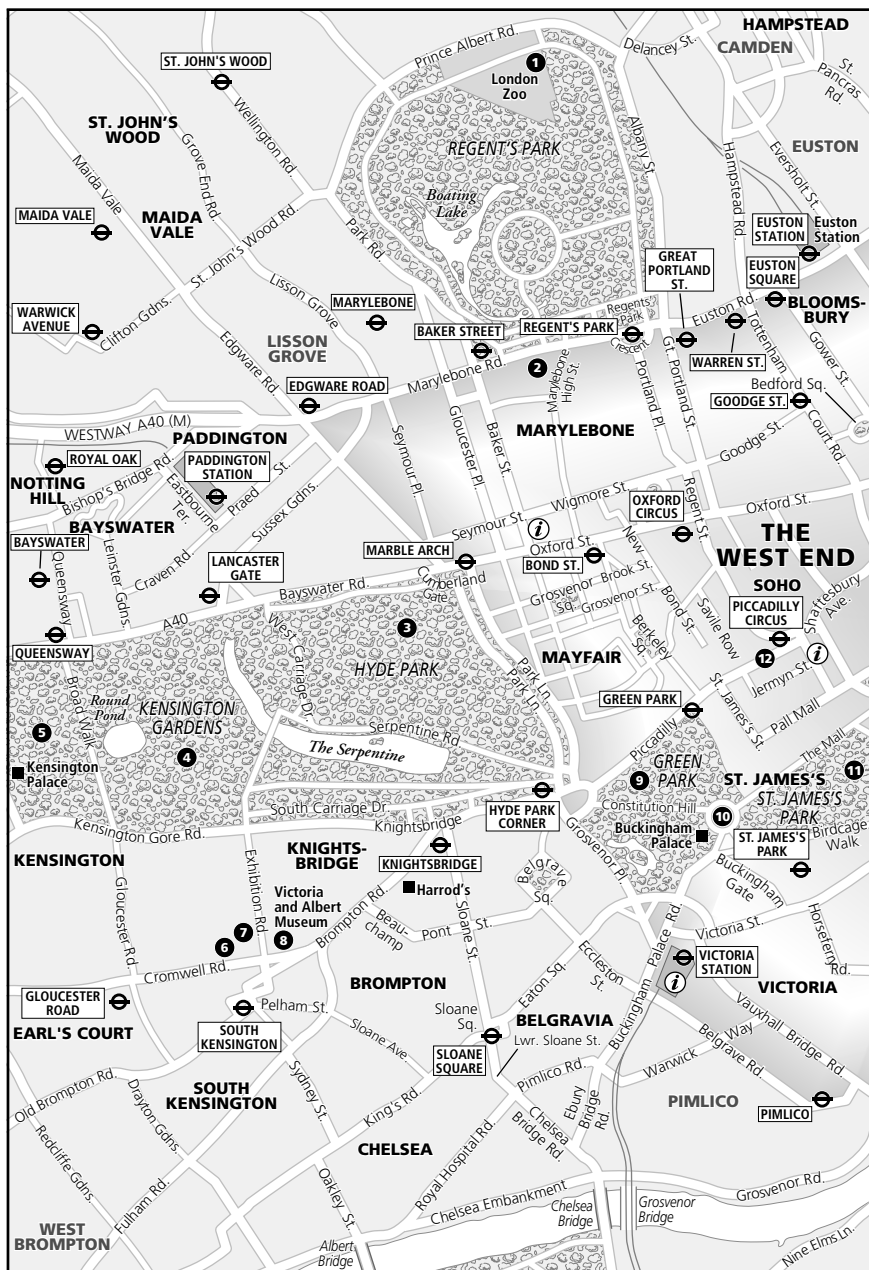 HAMPSTEAD
CAMDEN
Delancey St.
St.
Pancras
Rd.
Prince Albert Rd.
1
London
Zoo
ST. JOHN'S WOOD
Wellington Rd.
ST. JOHN'S
WOOD
Grove
End Rd.
Maida Vale
REGENT'S PARK
Albany St.
Hampstead Rd.
Eversholt St.
EUSTON
Boating
Lake
MAIDA VALE
MAIDA
VALE
St. John's Wood Rd.
Park Rd.
EUSTON
STATION
Euston
Station
GREAT
PORTLAND
ST.
EUSTON
SQUARE
WARWICK
AVENUE
Clifton Gdns.
Lisson Grove
MARYLEBONE
LISSON
GROVE
Edgware Rd.
BAKER STREET
REGENT'S PARK
Regents
Park
Crescent
Euston Rd.
BLOOMS-
BURY
WARREN ST.
Tottenham
Court Rd.
Gower St.
Marylebone Rd.
2
Marylebone
High St.
Portland Pl.
Gt. Portland St.
Bedford Sq.
GOODGE ST.
EDGWARE ROAD
WESTWAY A40 (M)
PADDINGTON
MARYLEBONE
Goodge St.
ROYAL OAK
NOTTING
HILL
Bishop's Bridge Rd.
PADDINGTON
STATION
Eastbourne
Ter.
Praed St.
Sussex Gdns.
Seymour Pl.
Gloucester Pl.
Baker St.
Wigmore St.
Seymour St.
OXFORD
CIRCUS
Regent St.
Oxford St.
BAYSWATER
BAYSWATER
Queensway
Leinster Gdns.
Craven Rd.
LANCASTER
GATE
MARBLE ARCH
i
Oxford St.
BOND ST.
New
Bond St.
THE
WEST END
SOHO
Cumberland
Gate
Bayswater Rd.
A40
Grosvenor
Sq.
Brook St.
Grosvenor St.
Berkeley
Sq.
Savile Row
PICCADILLY
CIRCUS
Shaftesbury
Ave.
QUEENSWAY
West Carriage Dr.
3
HYDE PARK
MAYFAIR
12
i
Jermyn St.
Park Ln.
Park Ln.
GREEN PARK
St. James's St.
Pall Mall
Broad Walk
Round
Pond
KENSINGTON
GARDENS
5
4
Kensington
Palace
The Serpentine
Serpentine Rd.
Piccadilly
The Mall
9
GREEN
PARK
ST. JAMES'S
11
ST. JAMES'S
PARK
South Carriage Dr.
HYDE PARK
CORNER
Constitution Hill
10
Buckingham
Palace
Birdcage
Walk
Kensington Gore Rd.
Knightsbridge
KENSINGTON
KNIGHTS-
BRIDGE
KNIGHTSBRIDGE
Grosvenor Pl.
ST. JAMES'S
PARK
Harrod's
Belgrave
Sq.
Buckingham
Gate
Gloucester Rd.
Exhibition Rd.
Victoria
and Albert
Museum
Brompton Rd.
Sloane St.
Beau-
champ
Pont St.
Victoria St.
Horseferry
Rd.
6
7
8
Cromwell Rd.
Buckingham Palace Rd.
VICTORIA
STATION
i
VICTORIA
GLOUCESTER
ROAD
EARL'S COURT
SOUTH
KENSINGTON
Pelham St.
BROMPTON
Eaton Sq.
Eccleston
St.
Sloane
Sq.
BELGRAVIA
Sloane Ave.
SLOANE
SQUARE
Lwr. Sloane St.
Vauxhall Bridge Rd.
Warwick Way
Belgrave Rd.
Old Brompton Rd.
SOUTH
KENSINGTON
Sydney St.
King's Rd.
Pimlico Rd.
Ebury
Bridge
Rd.
PIMLICO
PIMLICO
Drayton Gdns.
Redcliffe Gdns.
Fulham Rd.
CHELSEA
Royal Hospital Rd.
Chelsea
Bridge Rd.
Oakley St.
Chelsea Embankment
Grosvenor Rd.
WEST
BROMPTON
Albert
Bridge
Chelsea
Bridge
Grosvenor
Bridge
Nine Elms Ln.